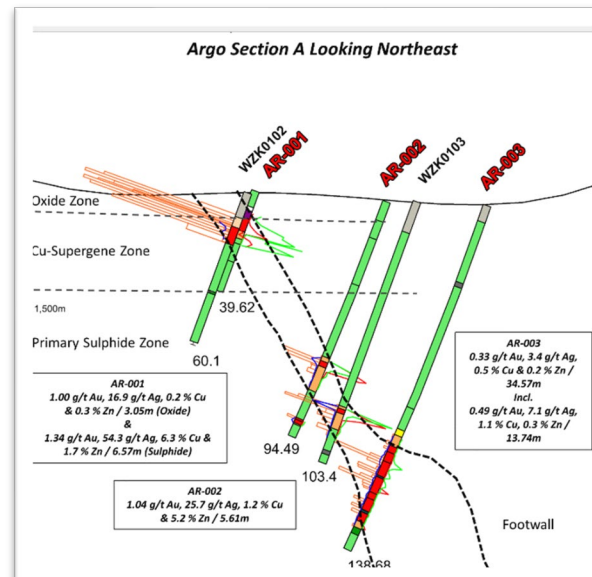 Argo Section A Looking Northeast
WZK0102
AR-001
AR-002
WZK0103
AR-003
Oxide Zone
Cu-Supergene Zone
1,500m
39.62
Primary Sulphide Zone
60.1
AR-003
0.33 g/t Au, 3.4 g/t Ag,
0.5 % Cu & 0.2 % Zn /
34.57m
Incl.
0.49 g/t Au, 7.1 g/t Ag,
1.1 % Cu, 0.3 % Zn /
13.74m
AR-001
1.00 g/t Au, 16.9 g/t Ag, 0.2 % Cu
& 0.3 % Zn / 3.05m (Oxide)
&
1.34 g/t Au, 54.3 g/t Ag, 6.3 % Cu &
1.7 % Zn / 6.57m (Sulphide)
94.49
103.4
AR-002
1.04 g/t Au, 25.7 g/t Ag, 1.2 % Cu
& 5.2 % Zn / 5.61m
Footwall
138.68